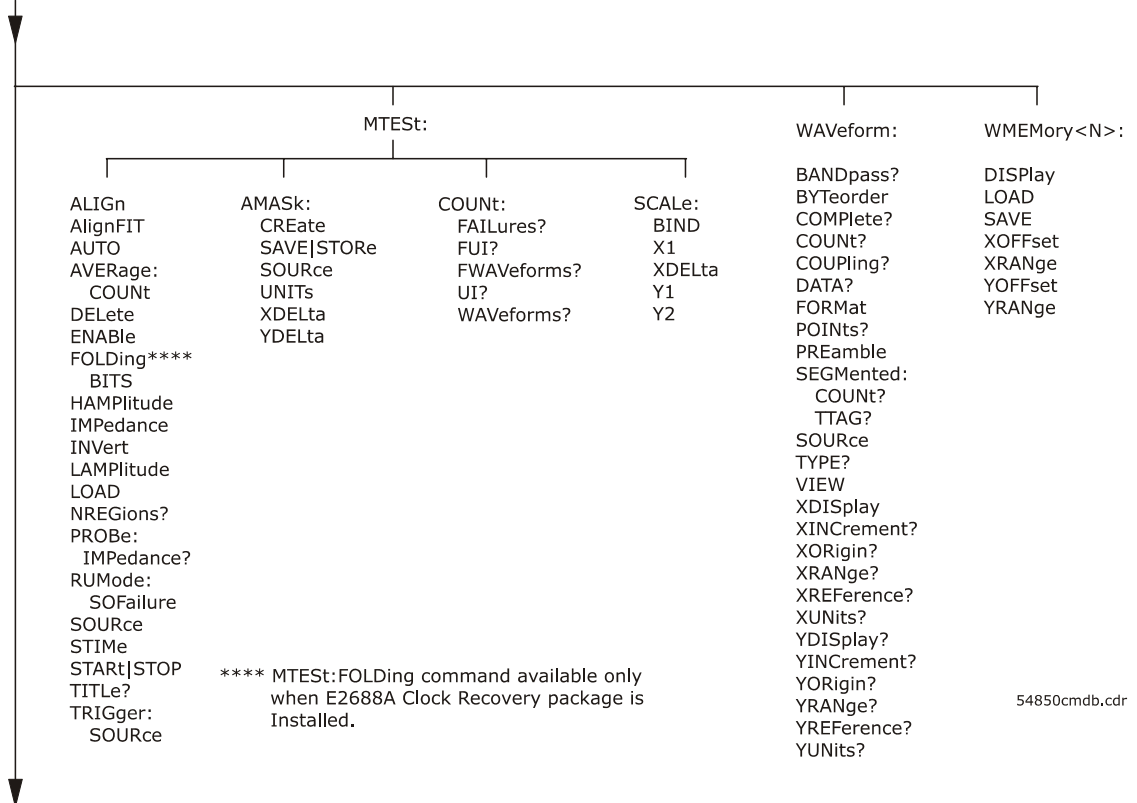 MTESt:
ALIGn
AlignFIT
AUTO
AVERage:
COUNt
DELete
ENABle
FOLDing****
BITS
HAMPlitude
IMPedance
INVert
LAMPlitude
LOAD
NREGions?
PROBe:
IMPedance?
RUMode:
SOFailure
SOURce
STIMe
STARt|STOP
TITLe?
TRIGger:
SOURce
AMASk:
CREate
SAVE|STORe
SOURce
UNITs
XDELta
YDELta
COUNt:
FAILures?
FUI?
FWAVeforms?
UI?
WAVeforms?
SCALe:
BIND
X1
XDELta
Y1
Y2
**** MTESt:FOLDing command available only
when E2688A Clock Recovery package is
Installed.
WAVeform:
BANDpass?
BYTeorder
COMPlete?
COUNt?
COUPling?
DATA?
FORMat
POINts?
PREamble
SEGMented:
COUNt?
TTAG?
SOURce
TYPE?
VIEW
XDISplay
XINCrement?
XORigin?
XRANge?
XREFerence?
XUNits?
YDISplay?
YINCrement?
YORigin?
YRANge?
YREFerence?
YUNits?
WMEMory<N>:
DISPlay
LOAD
SAVE
XOFFset
XRANge
YOFFset
YRANge
54850cmdb.cdr